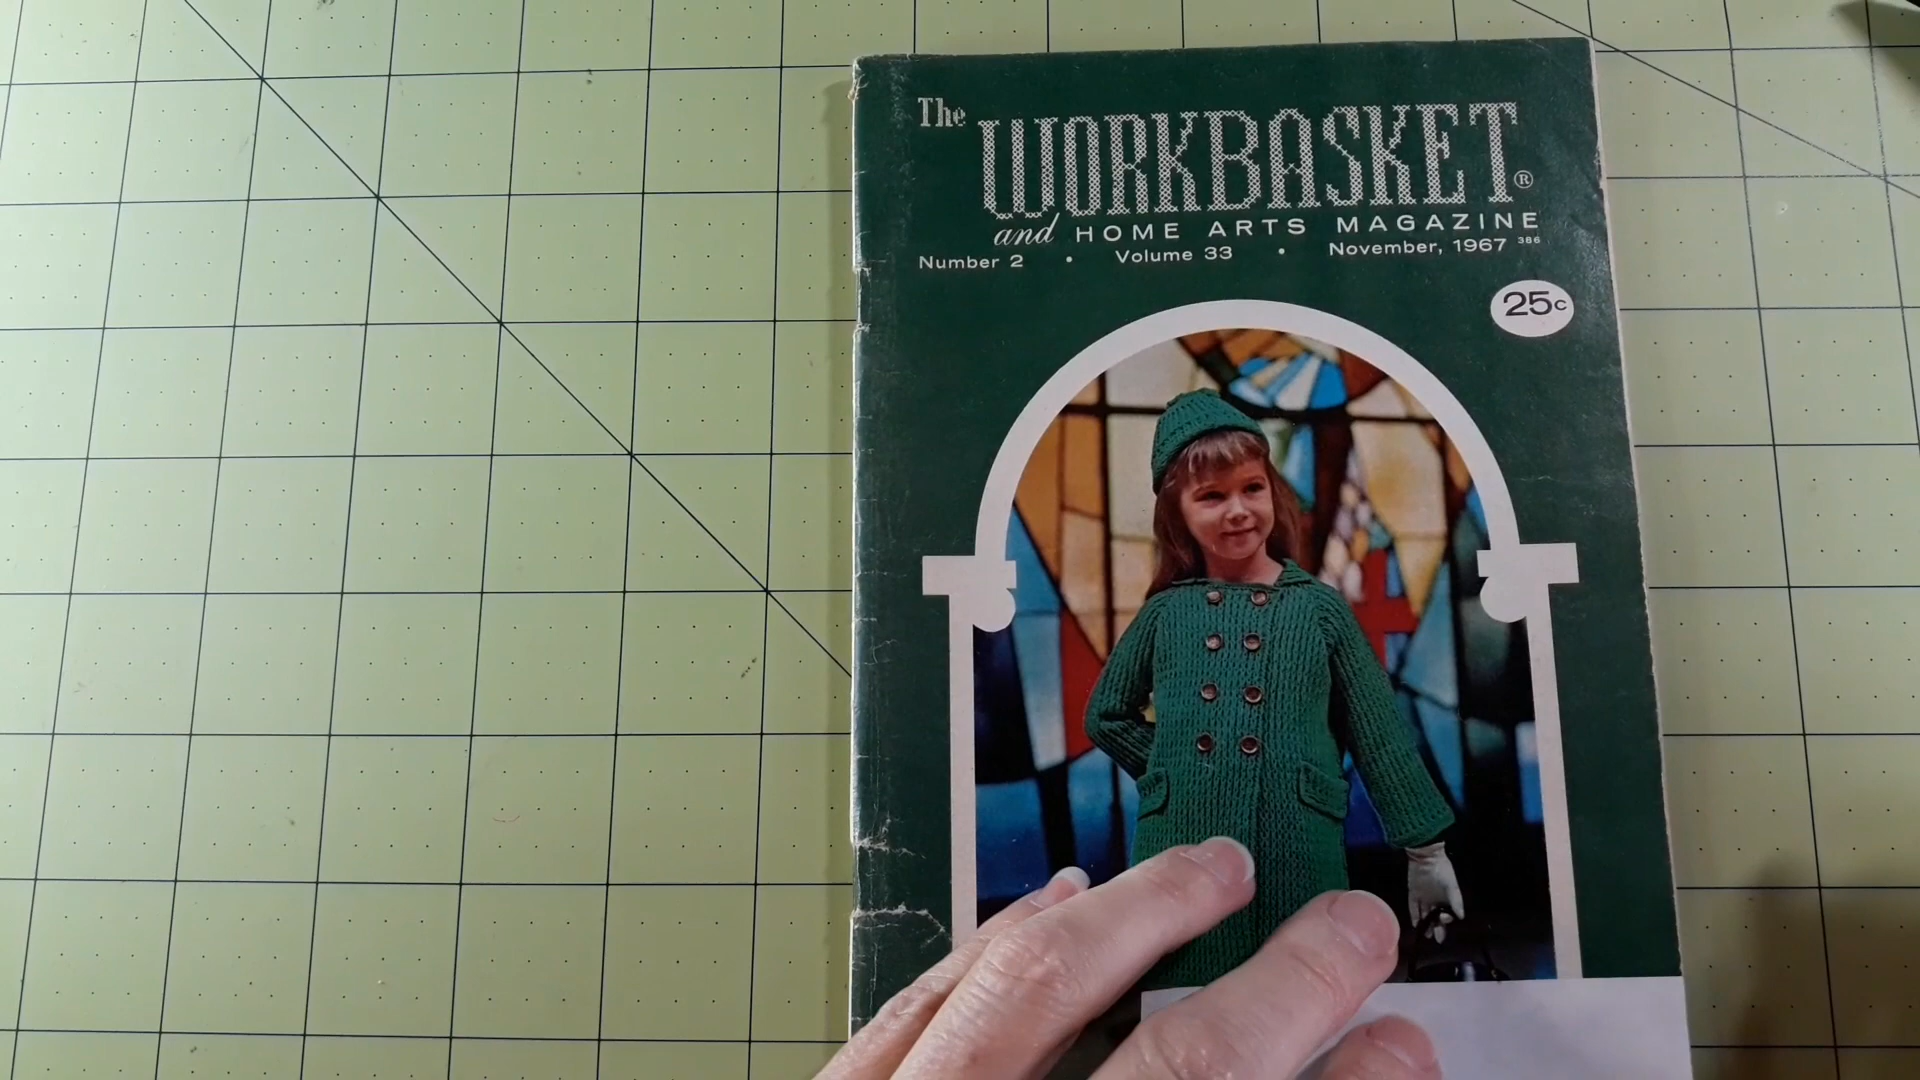 The
WORKBASKET®
and HOME ARTS MAGAZINE
Number 2 • Volume 33 • November, 1967 386
25c